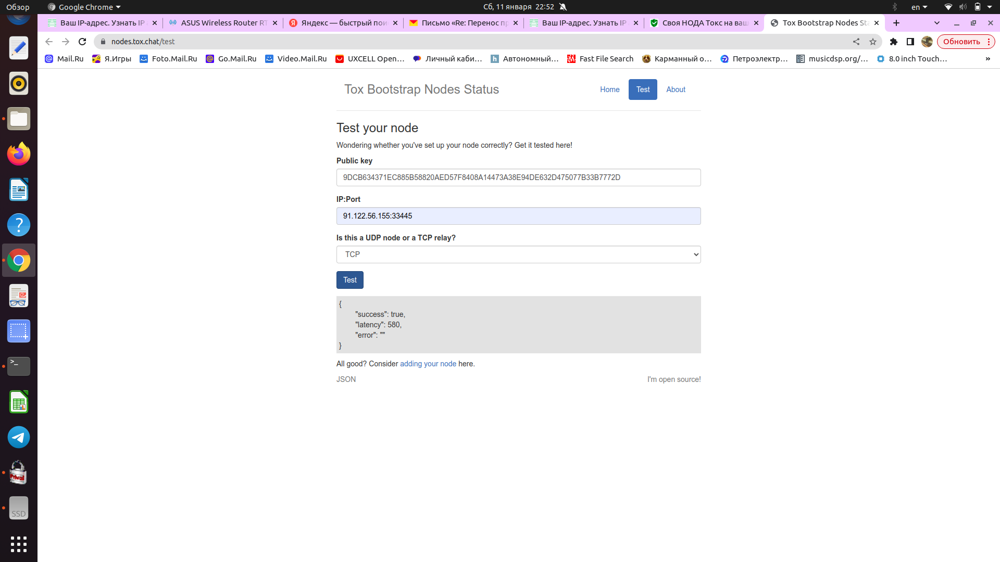 Обзор
Google Chrome
Сб, 11 января 22:52
en
Ваш IP-адрес. Узнать IP
ASUS Wireless Router RT
Яндекс — быстрый пои
Письмо «Re: Перенос пр
Ваш IP-адрес. Узнать IP
Своя НОДА Токс на ваш
Tox Bootstrap Nodes Sta
nodes.tox.chat/test
Обновить
Mail.Ru
Я.Игры
Foto.Mail.Ru
Go.Mail.Ru
Video.Mail.Ru
UXCELL Open…
Личный каби…
Автономный…
Fast File Search
Карманный о…
Петроэлектр…
musicdsp.org/…
8.0 inch Touch…
»
Tox Bootstrap Nodes Status
Home
Test
About
Test your node
Wondering whether you've set up your node correctly? Get it tested here!
Public key
9DCB634371EC885B58820AED57F8408A14473A38E94DE632D475077B33B7772D
IP:Port
91.122.56.155:33445
Is this a UDP node or a TCP relay?
TCP
Test
{
"success": true,
"latency": 580,
"error": ""
}
All good? Consider adding your node here.
JSON
I'm open source!
SSD